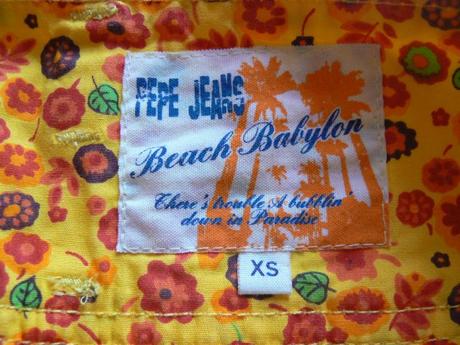 PEPE JEANS
Beach Babylon
There's trouble A bubblin'
down in Paradise
XS